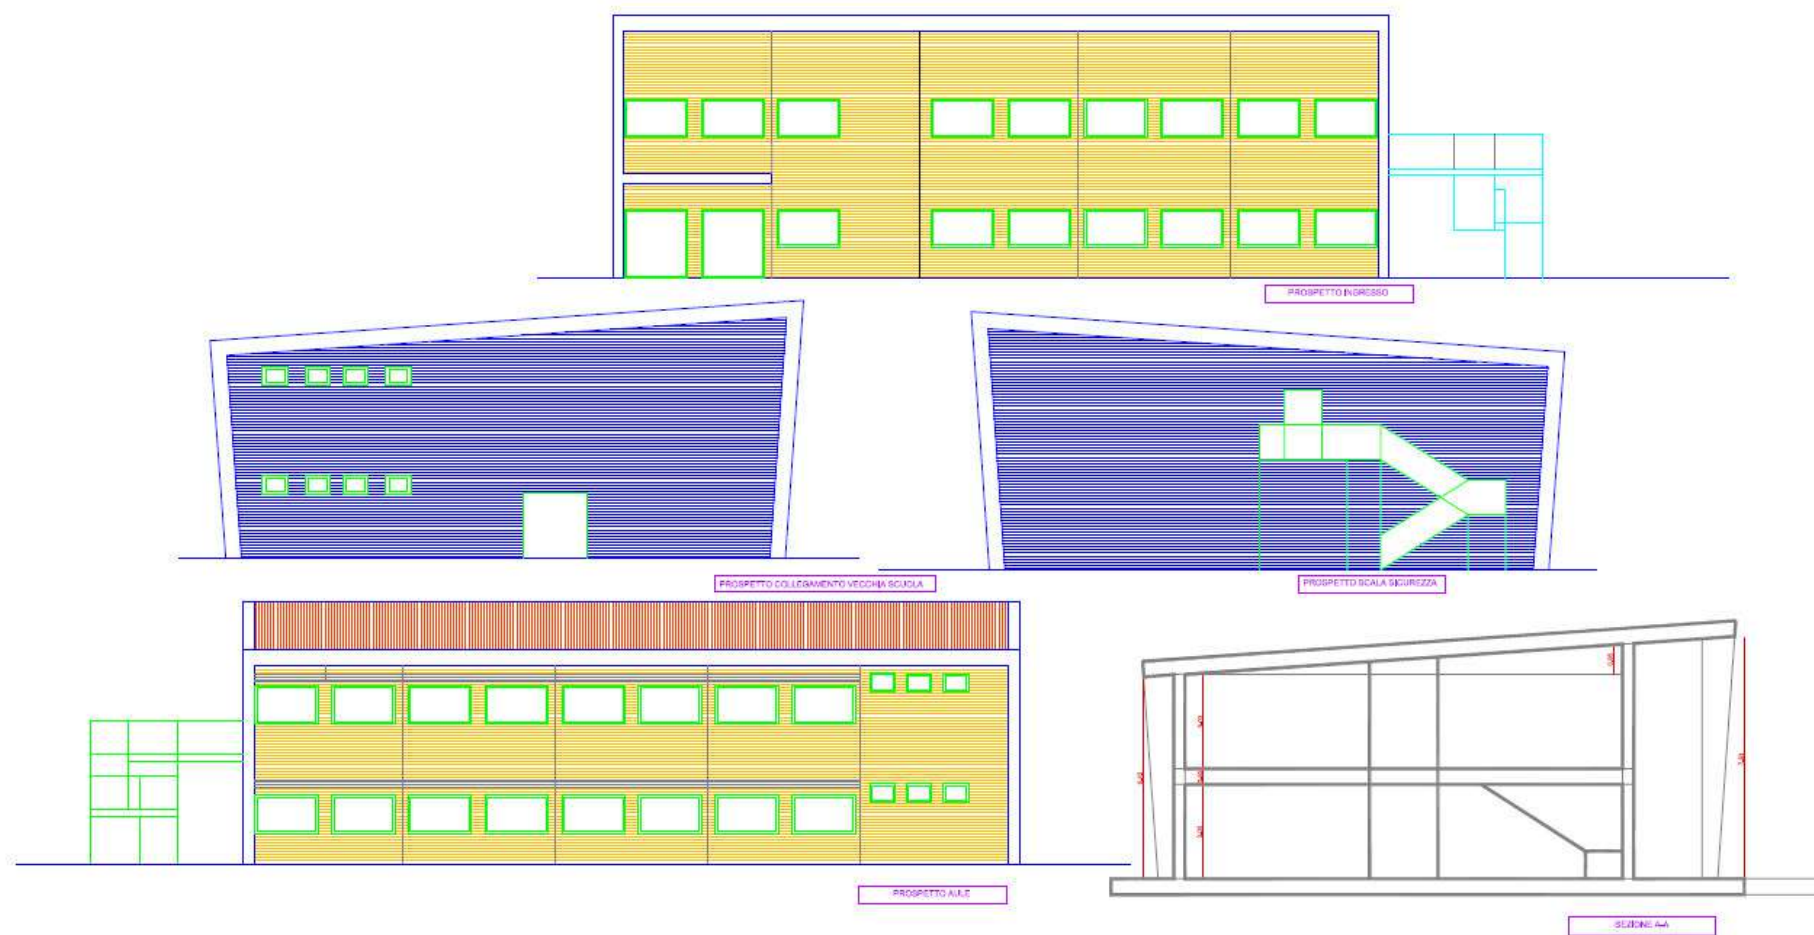 PROSPETTO INGRESSO
PROSPETTO COLLEGAMENTO VECCHIA SCUOLA
PROSPETTO SCALA SICUREZZA
PROSPETTO AULE
SEZIONE A-A